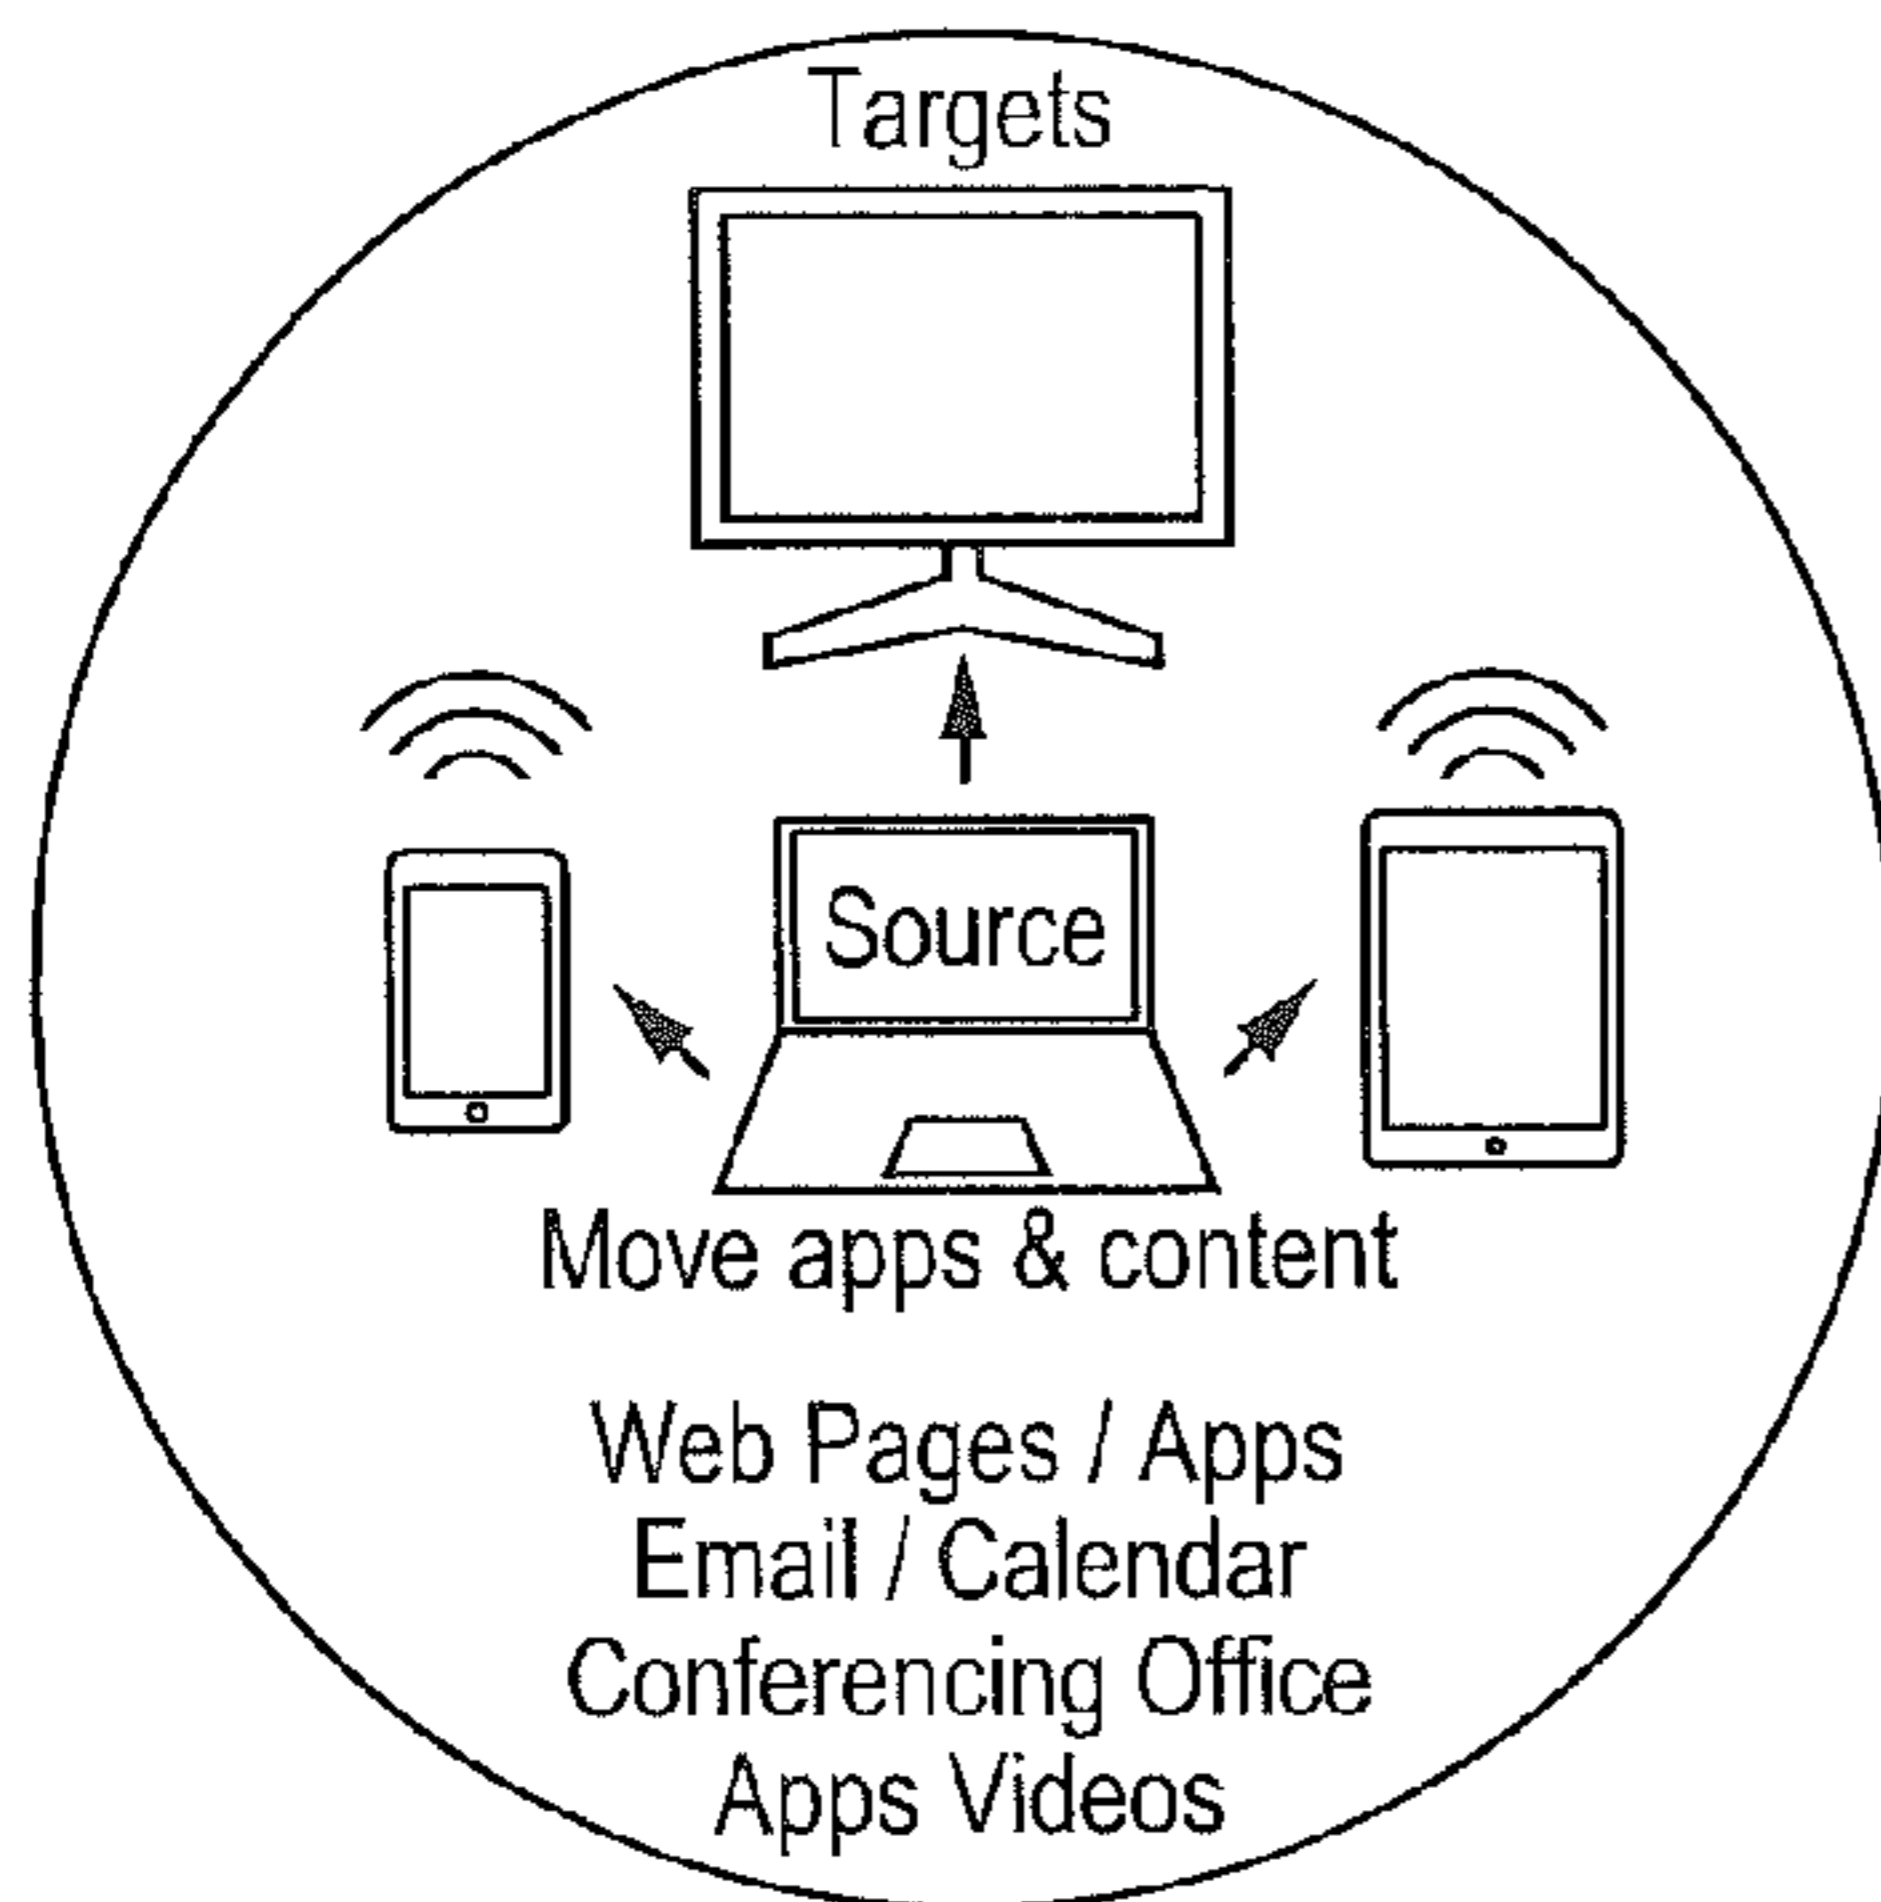 Targets
Source
Move apps & content
Web Pages / Apps
Email / Calendar
Conferencing Office
Apps Videos